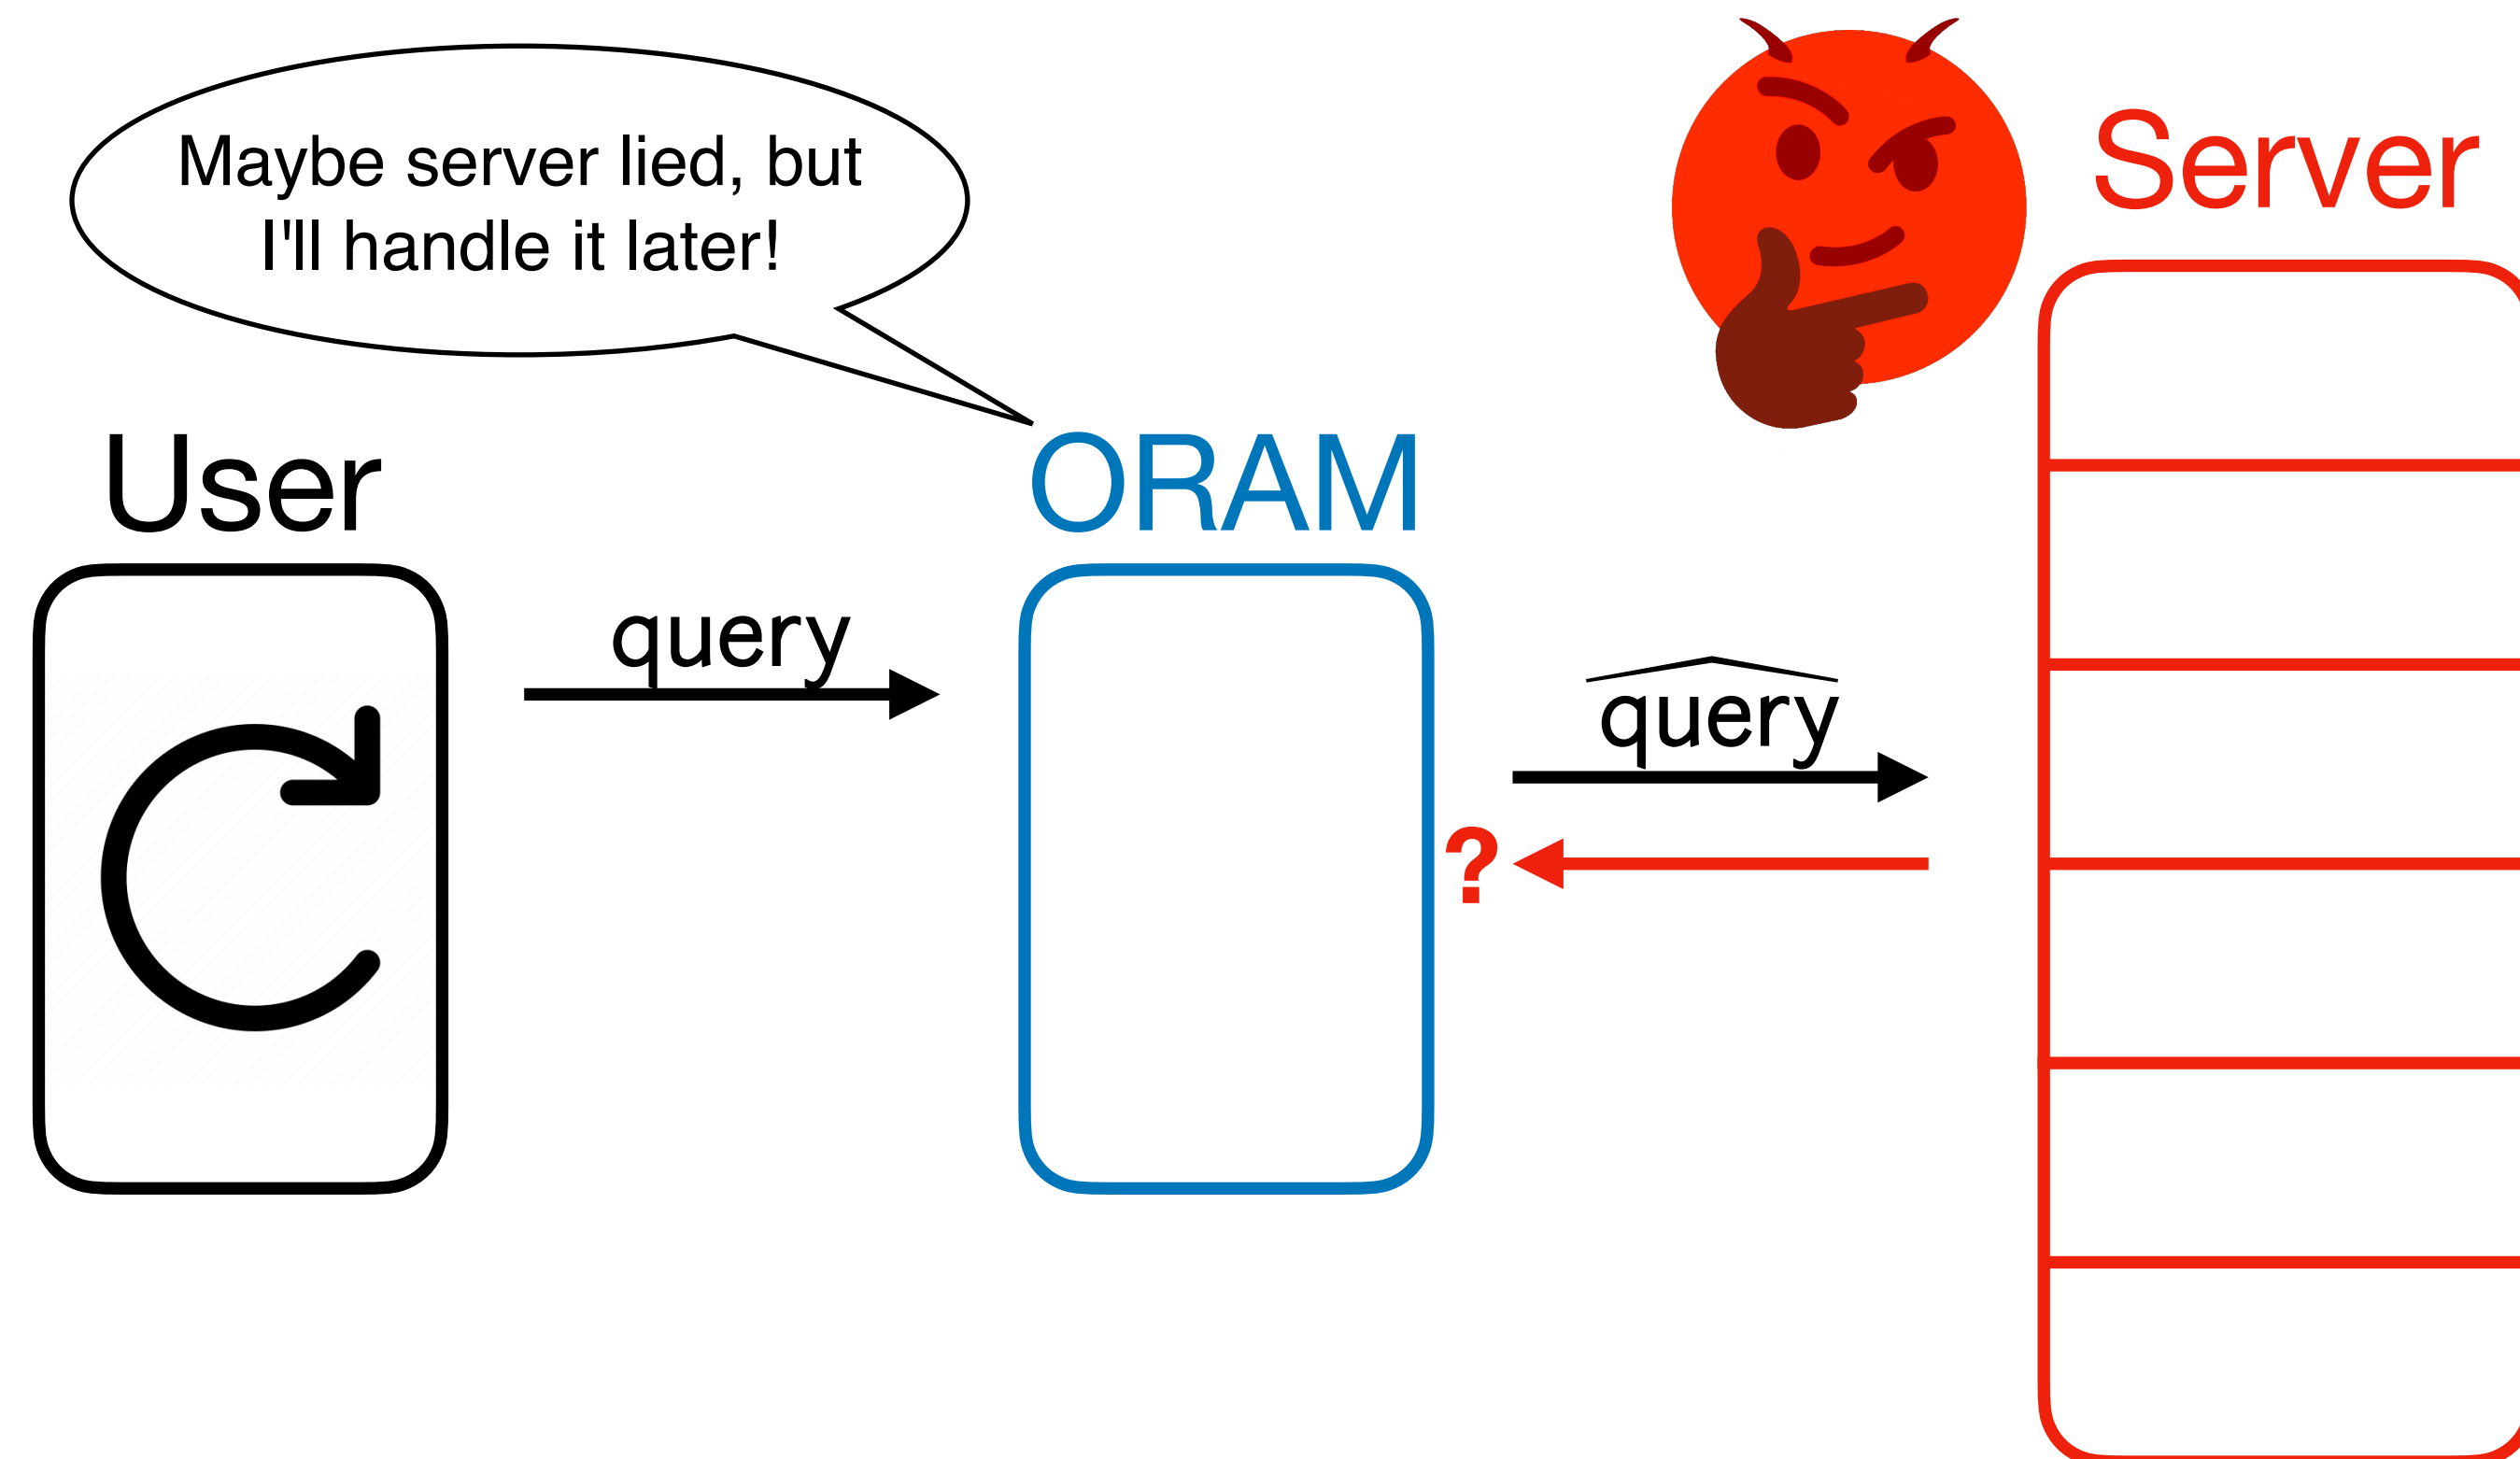 Maybe server lied, but
I'll handle it later!
Server
User
ORAM
query
query
?